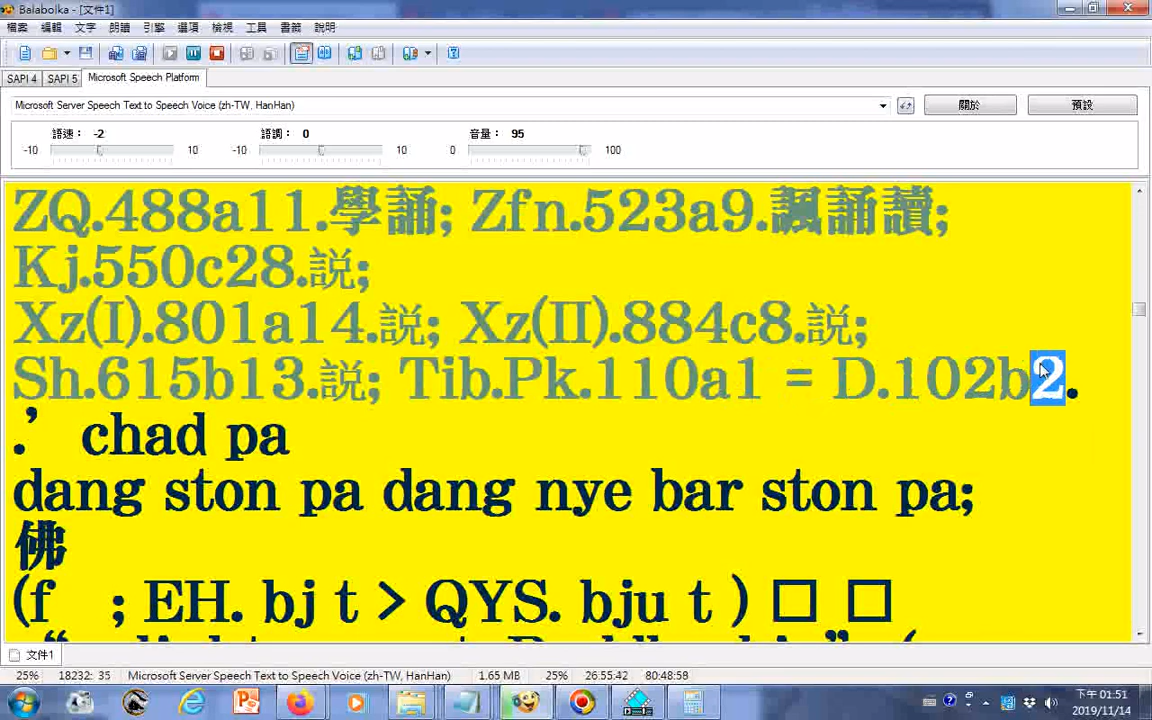 Balabolka - [文件1]
檔案 編輯 文字 朗讀 引擎 選項 檢視 工具 書籤 說明
SAPI 4 SAPI 5 Microsoft Speech Platform
Microsoft Server Speech Text to Speech Voice (zh-TW, HanHan) 關於 預設
語速： -2 語調： 0 音量： 95
-10 10 -10 10 0 100
ZQ.488a11.學誦; Zfn.523a9.諷誦讀;
Kj.550c28.説;
Xz(I).801a14.説; Xz(II).884c8.説;
Sh.615b13.説; Tib.Pk.110a1 = D.102b2.
.’ chad pa
dang ston pa dang nye bar ston pa;
佛
(f ; EH. bj t > QYS. bju t ) □ □
文件1
25% 18232: 35 Microsoft Server Speech Text to Speech Voice (zh-TW, HanHan) 1.65 MB 25% 26:55:42 80:48:58
下午 01:51
2019/11/14